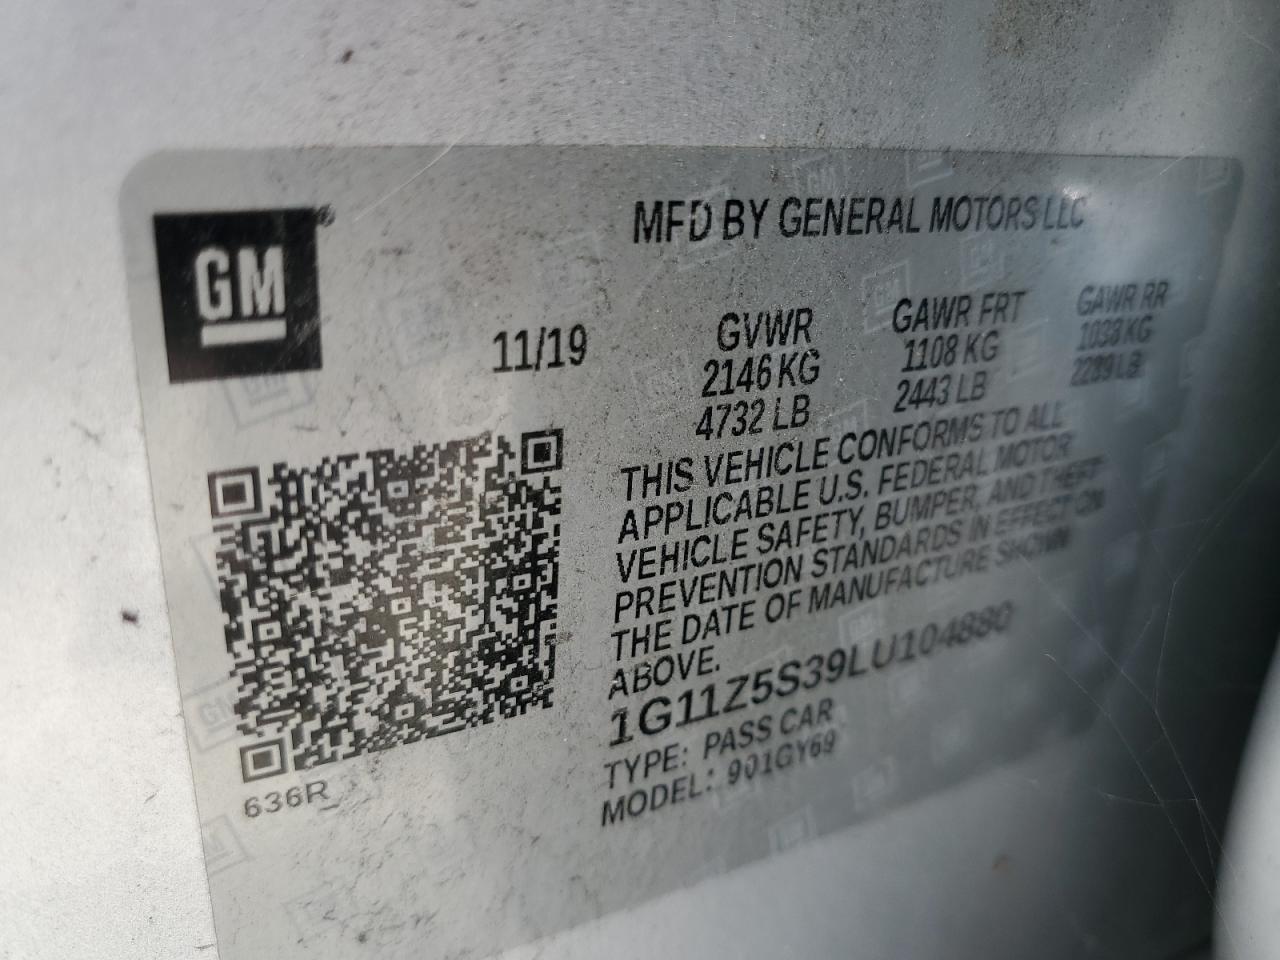 GM®
MFD BY GENERAL MOTORS LLC
11/19
GVWR
2146 KG
4732 LB
GAWR FRT
1108 KG
2443 LB
GAWR RR
1038 KG
2289 LB
THIS VEHICLE CONFORMS TO ALL
APPLICABLE U.S. FEDERAL MOTOR
VEHICLE SAFETY, BUMPER, AND THEFT
PREVENTION STANDARDS IN EFFECT ON
THE DATE OF MANUFACTURE SHOWN
ABOVE.
1G11Z5S39LU104880
TYPE: PASS CAR
MODEL: 901GY69
636R